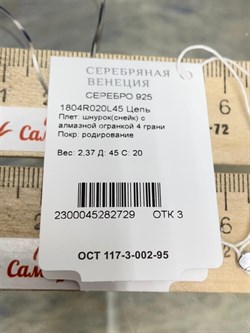 СЕРЕБРЯНАЯ
ВЕНЕЦИЯ
СЕРЕБРО 925
1804R020L45 Цепь
Плет: шнурок(снейк) с
алмазной огранкой 4 грани
Покр: родирование
Вес: 2,37 Д: 45 С: 20
2300045282729 ОТК 3
ОСТ 117-3-002-95